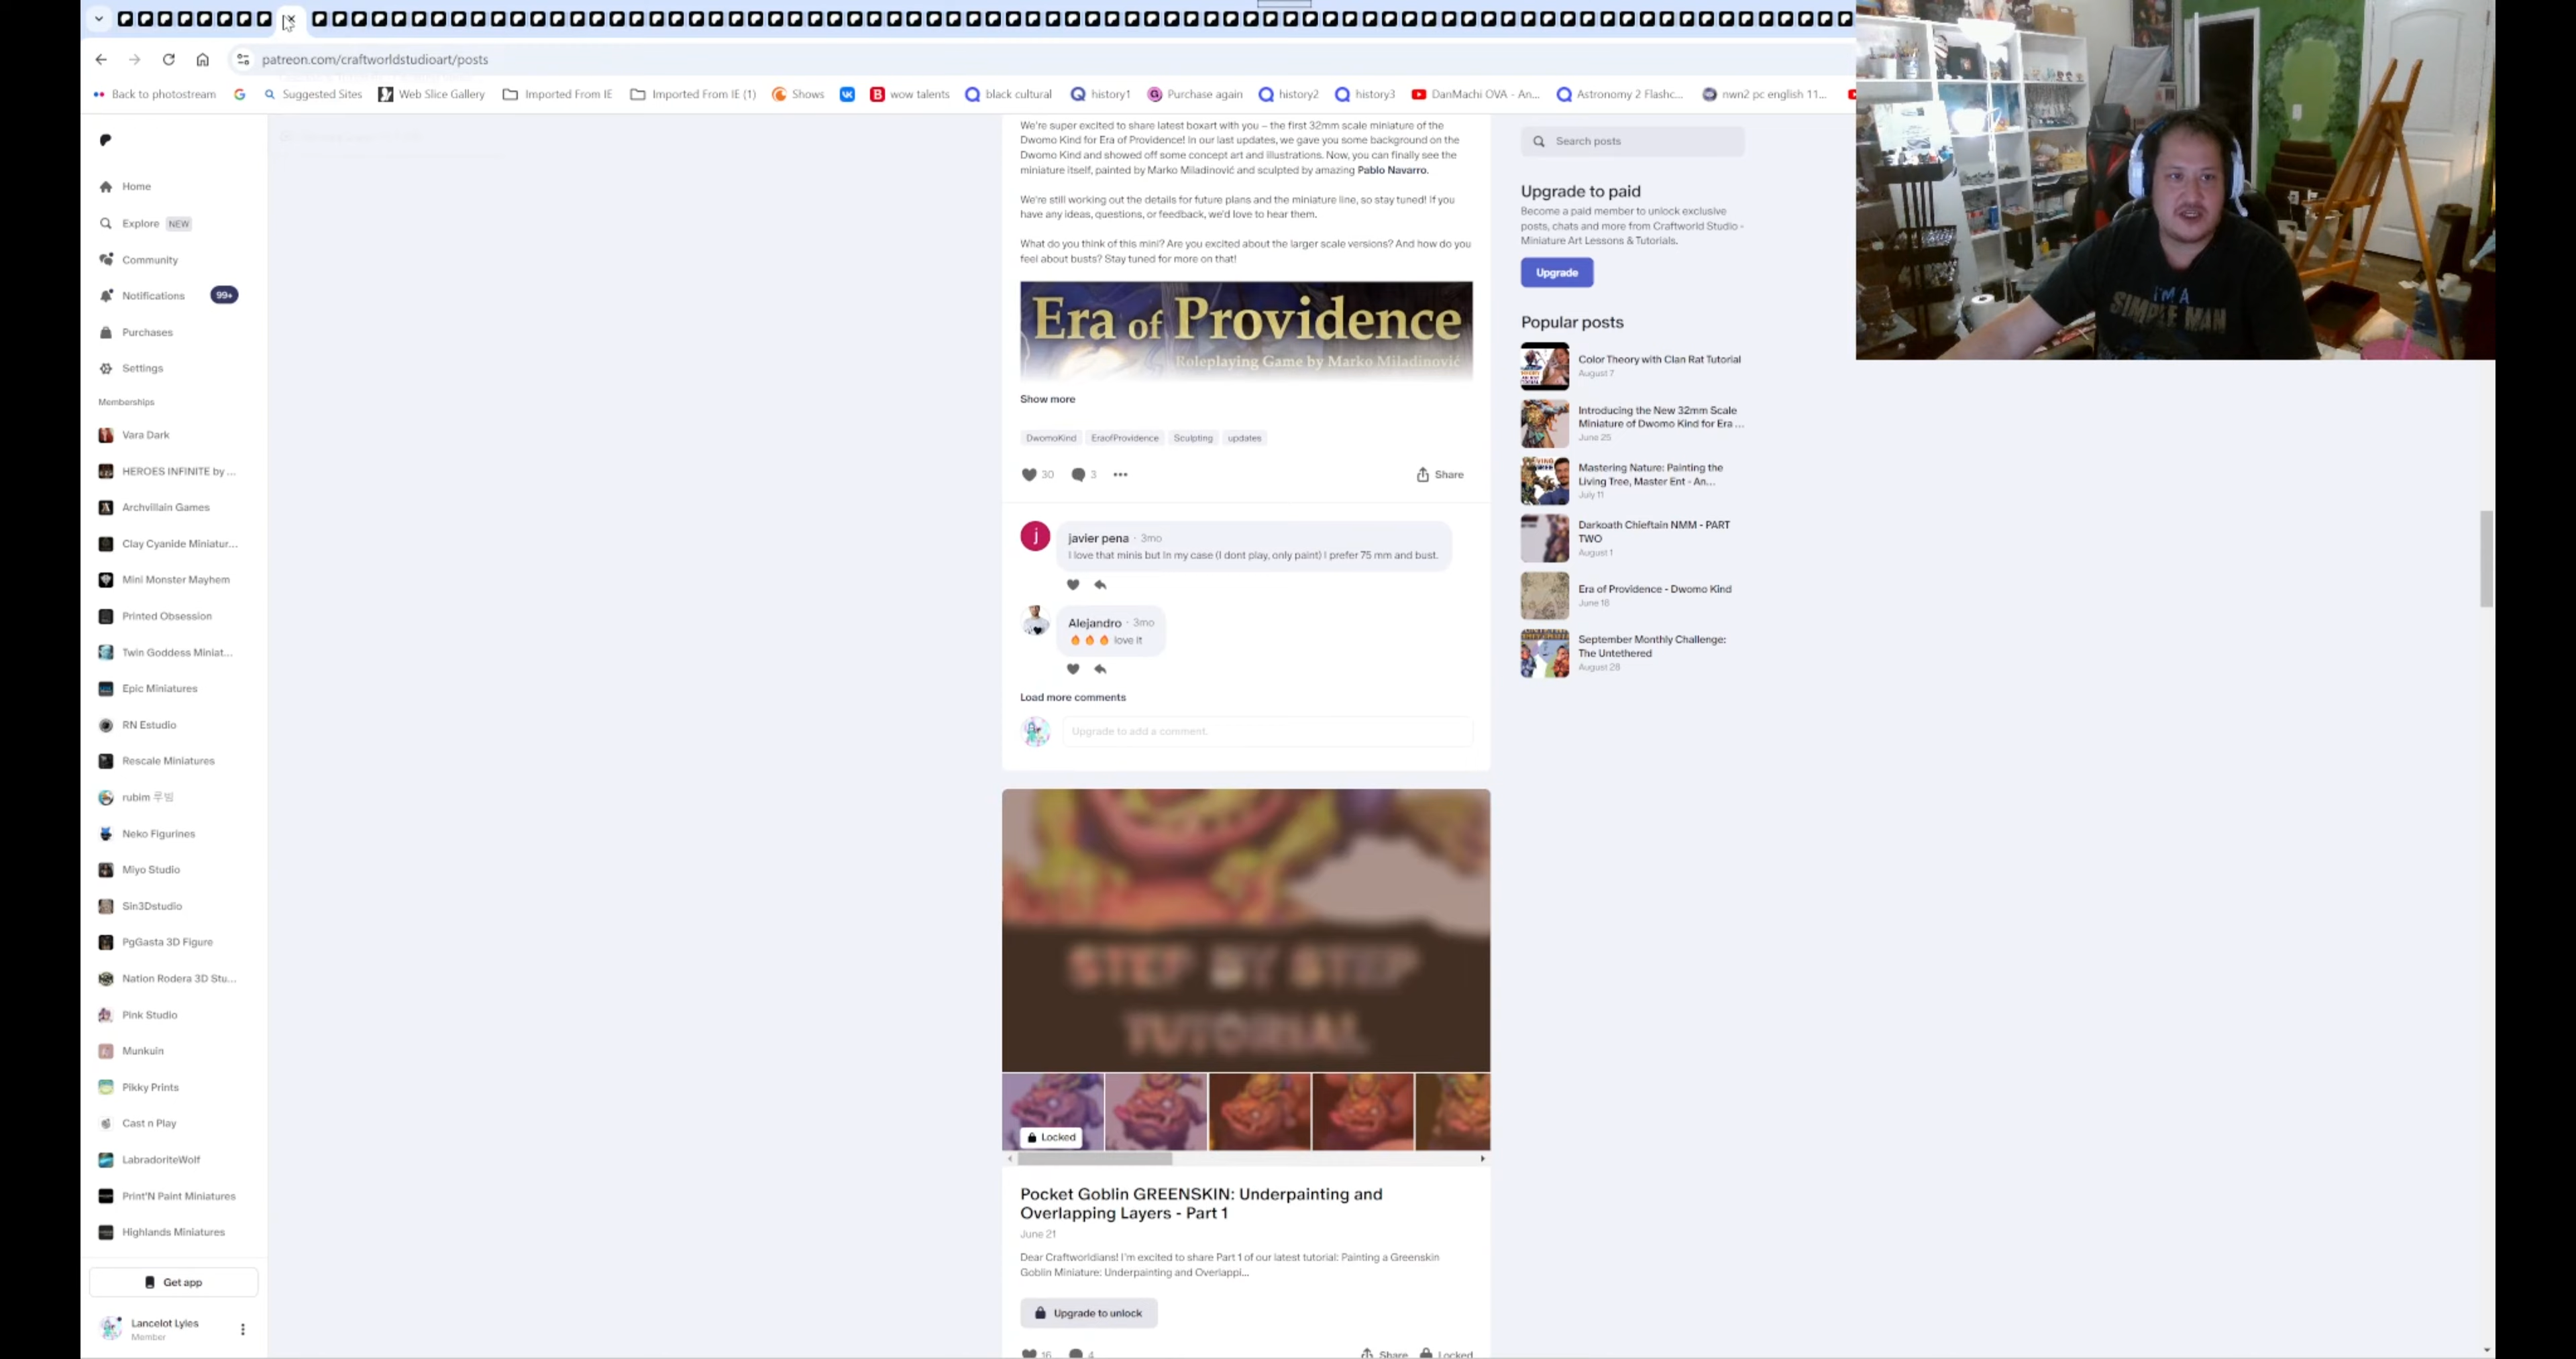 patreon.com/craftworldstudioart/posts
Back to photostream
Suggested Sites
Web Slice Gallery
Imported From IE
Imported From IE (1)
Shows
wow talents
black cultural
history1
Purchase again
history2
history3
DanMachi OVA - An...
Astronomy 2 Flashc...
nwn2 pc english 11...
Home
Explore NEW
Community
Notifications 99+
Purchases
Settings
Memberships
Vara Dark
HEROES INFINITE by ...
Archvillain Games
Clay Cyanide Miniatur...
Mini Monster Mayhem
Printed Obsession
Twin Goddess Miniat...
Epic Miniatures
RN Estudio
Rescale Miniatures
rubim 루빔
Neko Figurines
Miyo Studio
Sin3Dstudio
PgGasta 3D Figure
Nation Rodera 3D Stu...
Pink Studio
Munkuin
Pikky Prints
Cast n Play
LabradoriteWolf
Print'N Paint Miniatures
Highlands Miniatures
Get app
Lancelot Lyles
Member
We're super excited to share latest boxart with you – the first 32mm scale miniature of the
Dwomo Kind for Era of Providence! In our last updates, we gave you some background on the
Dwomo Kind and showed off some concept art and illustrations. Now, you can finally see the
miniature itself, painted by Marko Miladinović and sculpted by amazing Pablo Navarro.
We're still working out the details for future plans and the miniature line, so stay tuned! If you
have any ideas, questions, or feedback, we'd love to hear them.
What do you think of this mini? Are you excited about the larger scale versions? And how do you
feel about busts? Stay tuned for more on that!
Era of Providence
Roleplaying Game by Marko Miladinović
Show more
DwomoKind
EraofProvidence
Sculpting
updates
30
3
Share
j
javier pena · 3mo
I love that minis but In my case (I dont play, only paint) I prefer 75 mm and bust.
Alejandro · 3mo
🔥 🔥 🔥 love it
Load more comments
Upgrade to add a comment.
STEP BY STEP
TUTORIAL
Locked
Pocket Goblin GREENSKIN: Underpainting and
Overlapping Layers - Part 1
June 21
Dear Craftworldians! I'm excited to share Part 1 of our latest tutorial: Painting a Greenskin
Goblin Miniature: Underpainting and Overlappi...
Upgrade to unlock
16
4
Share
Locked
Search posts
Upgrade to paid
Become a paid member to unlock exclusive
posts, chats and more from Craftworld Studio -
Miniature Art Lessons & Tutorials.
Upgrade
Popular posts
Color Theory with Clan Rat Tutorial
August 7
Introducing the New 32mm Scale
Miniature of Dwomo Kind for Era ...
June 25
Mastering Nature: Painting the
Living Tree, Master Ent - An...
July 11
Darkoath Chieftain NMM - PART
TWO
August 1
Era of Providence - Dwomo Kind
June 18
September Monthly Challenge:
The Untethered
August 28
I'M A
SIMPLE MAN